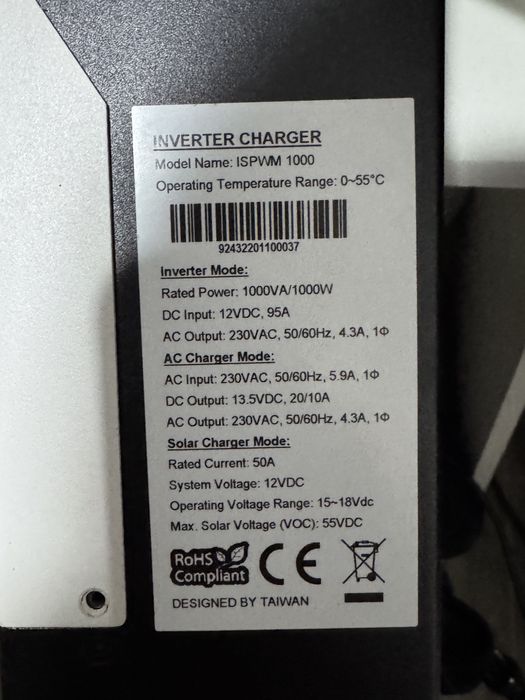 INVERTER CHARGER
Model Name: ISPWM 1000
Operating Temperature Range: 0~55°C
92432201100037
Inverter Mode:
Rated Power: 1000VA/1000W
DC Input: 12VDC, 95A
AC Output: 230VAC, 50/60Hz, 4.3A, 1Φ
AC Charger Mode:
AC Input: 230VAC, 50/60Hz, 5.9A, 1Φ
DC Output: 13.5VDC, 20/10A
AC Output: 230VAC, 50/60Hz, 4.3A, 1Φ
Solar Charger Mode:
Rated Current: 50A
System Voltage: 12VDC
Operating Voltage Range: 15~18Vdc
Max. Solar Voltage (VOC): 55VDC
RoHS
Compliant
CE
DESIGNED BY TAIWAN